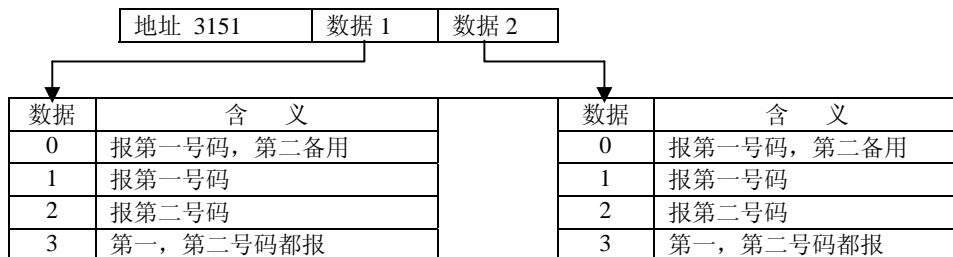 地址 3151 数据 1 数据 2
数据 含 义 数据 含 义
0 报第一号码，第二备用 0 报第一号码，第二备用
1 报第一号码 1 报第一号码
2 报第二号码 2 报第二号码
3 第一，第二号码都报 3 第一，第二号码都报